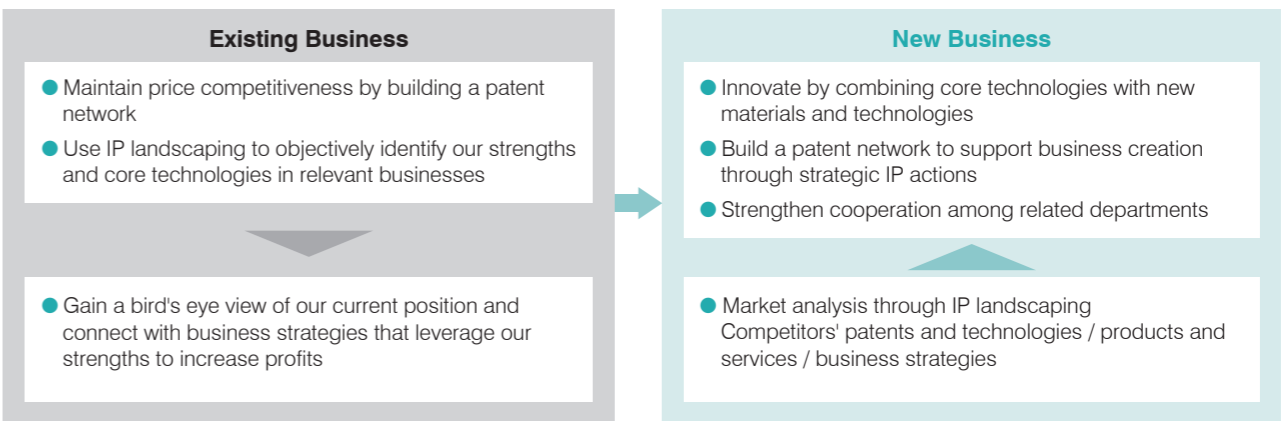 Existing Business
● Maintain price competitiveness by building a patent
network
● Use IP landscaping to objectively identify our strengths
and core technologies in relevant businesses
● Gain a bird's eye view of our current position and
connect with business strategies that leverage our
strengths to increase profits
New Business
● Innovate by combining core technologies with new
materials and technologies
● Build a patent network to support business creation
through strategic IP actions
● Strengthen cooperation among related departments
● Market analysis through IP landscaping
Competitors' patents and technologies / products and
services / business strategies